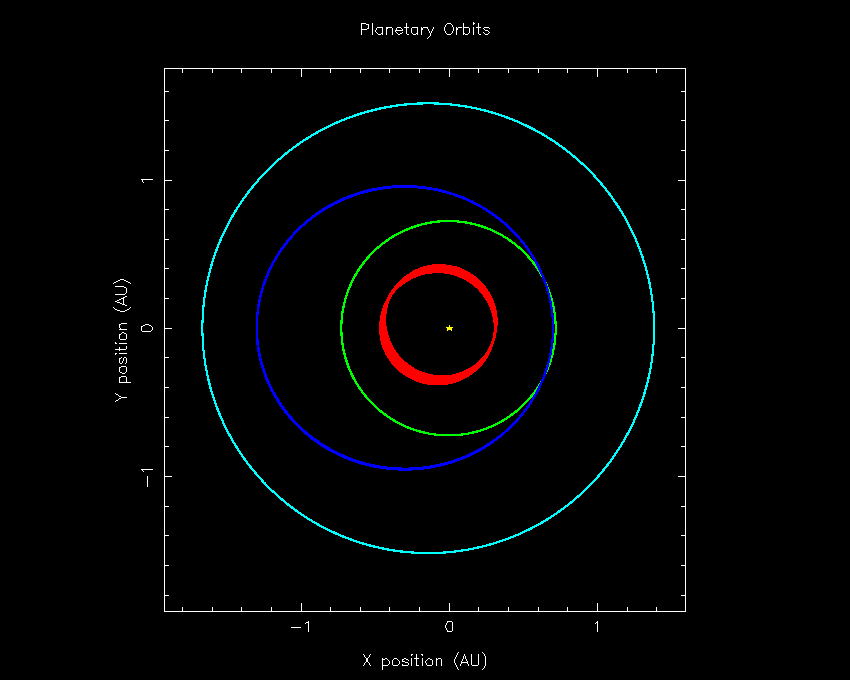 Planetary Orbits
1
0
−1
Y position (AU)
−1
0
1
X position (AU)